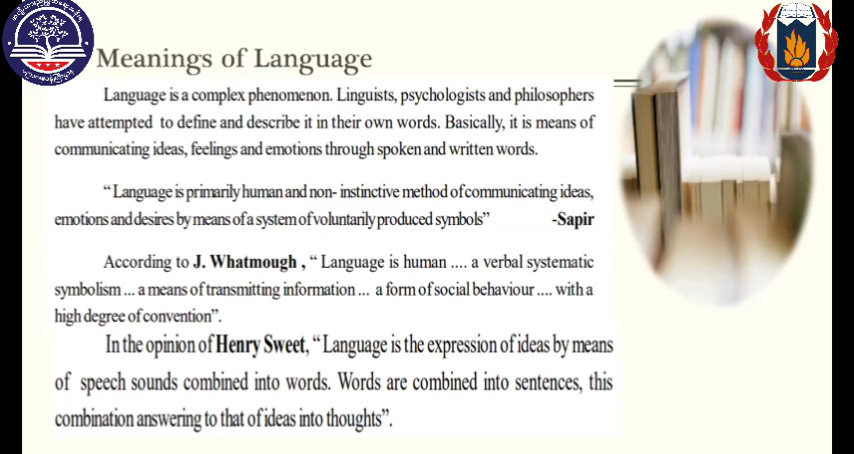 Meanings of Language
Language is a complex phenomenon. Linguists, psychologists and philosophers
have attempted to define and describe it in their own words. Basically, it is means of
communicating ideas, feelings and emotions through spoken and written words.
“ Language is primarily human and non- instinctive method of communicating ideas,
emotions and desires by means of a system of voluntarily produced symbols” -Sapir
According to J. Whatmough , “ Language is human .... a verbal systematic
symbolism ... a means of transmitting information ... a form of social behaviour .... with a
high degree of convention”.
In the opinion of Henry Sweet, “ Language is the expression of ideas by means
of speech sounds combined into words. Words are combined into sentences, this
combination answering to that of ideas into thoughts”.